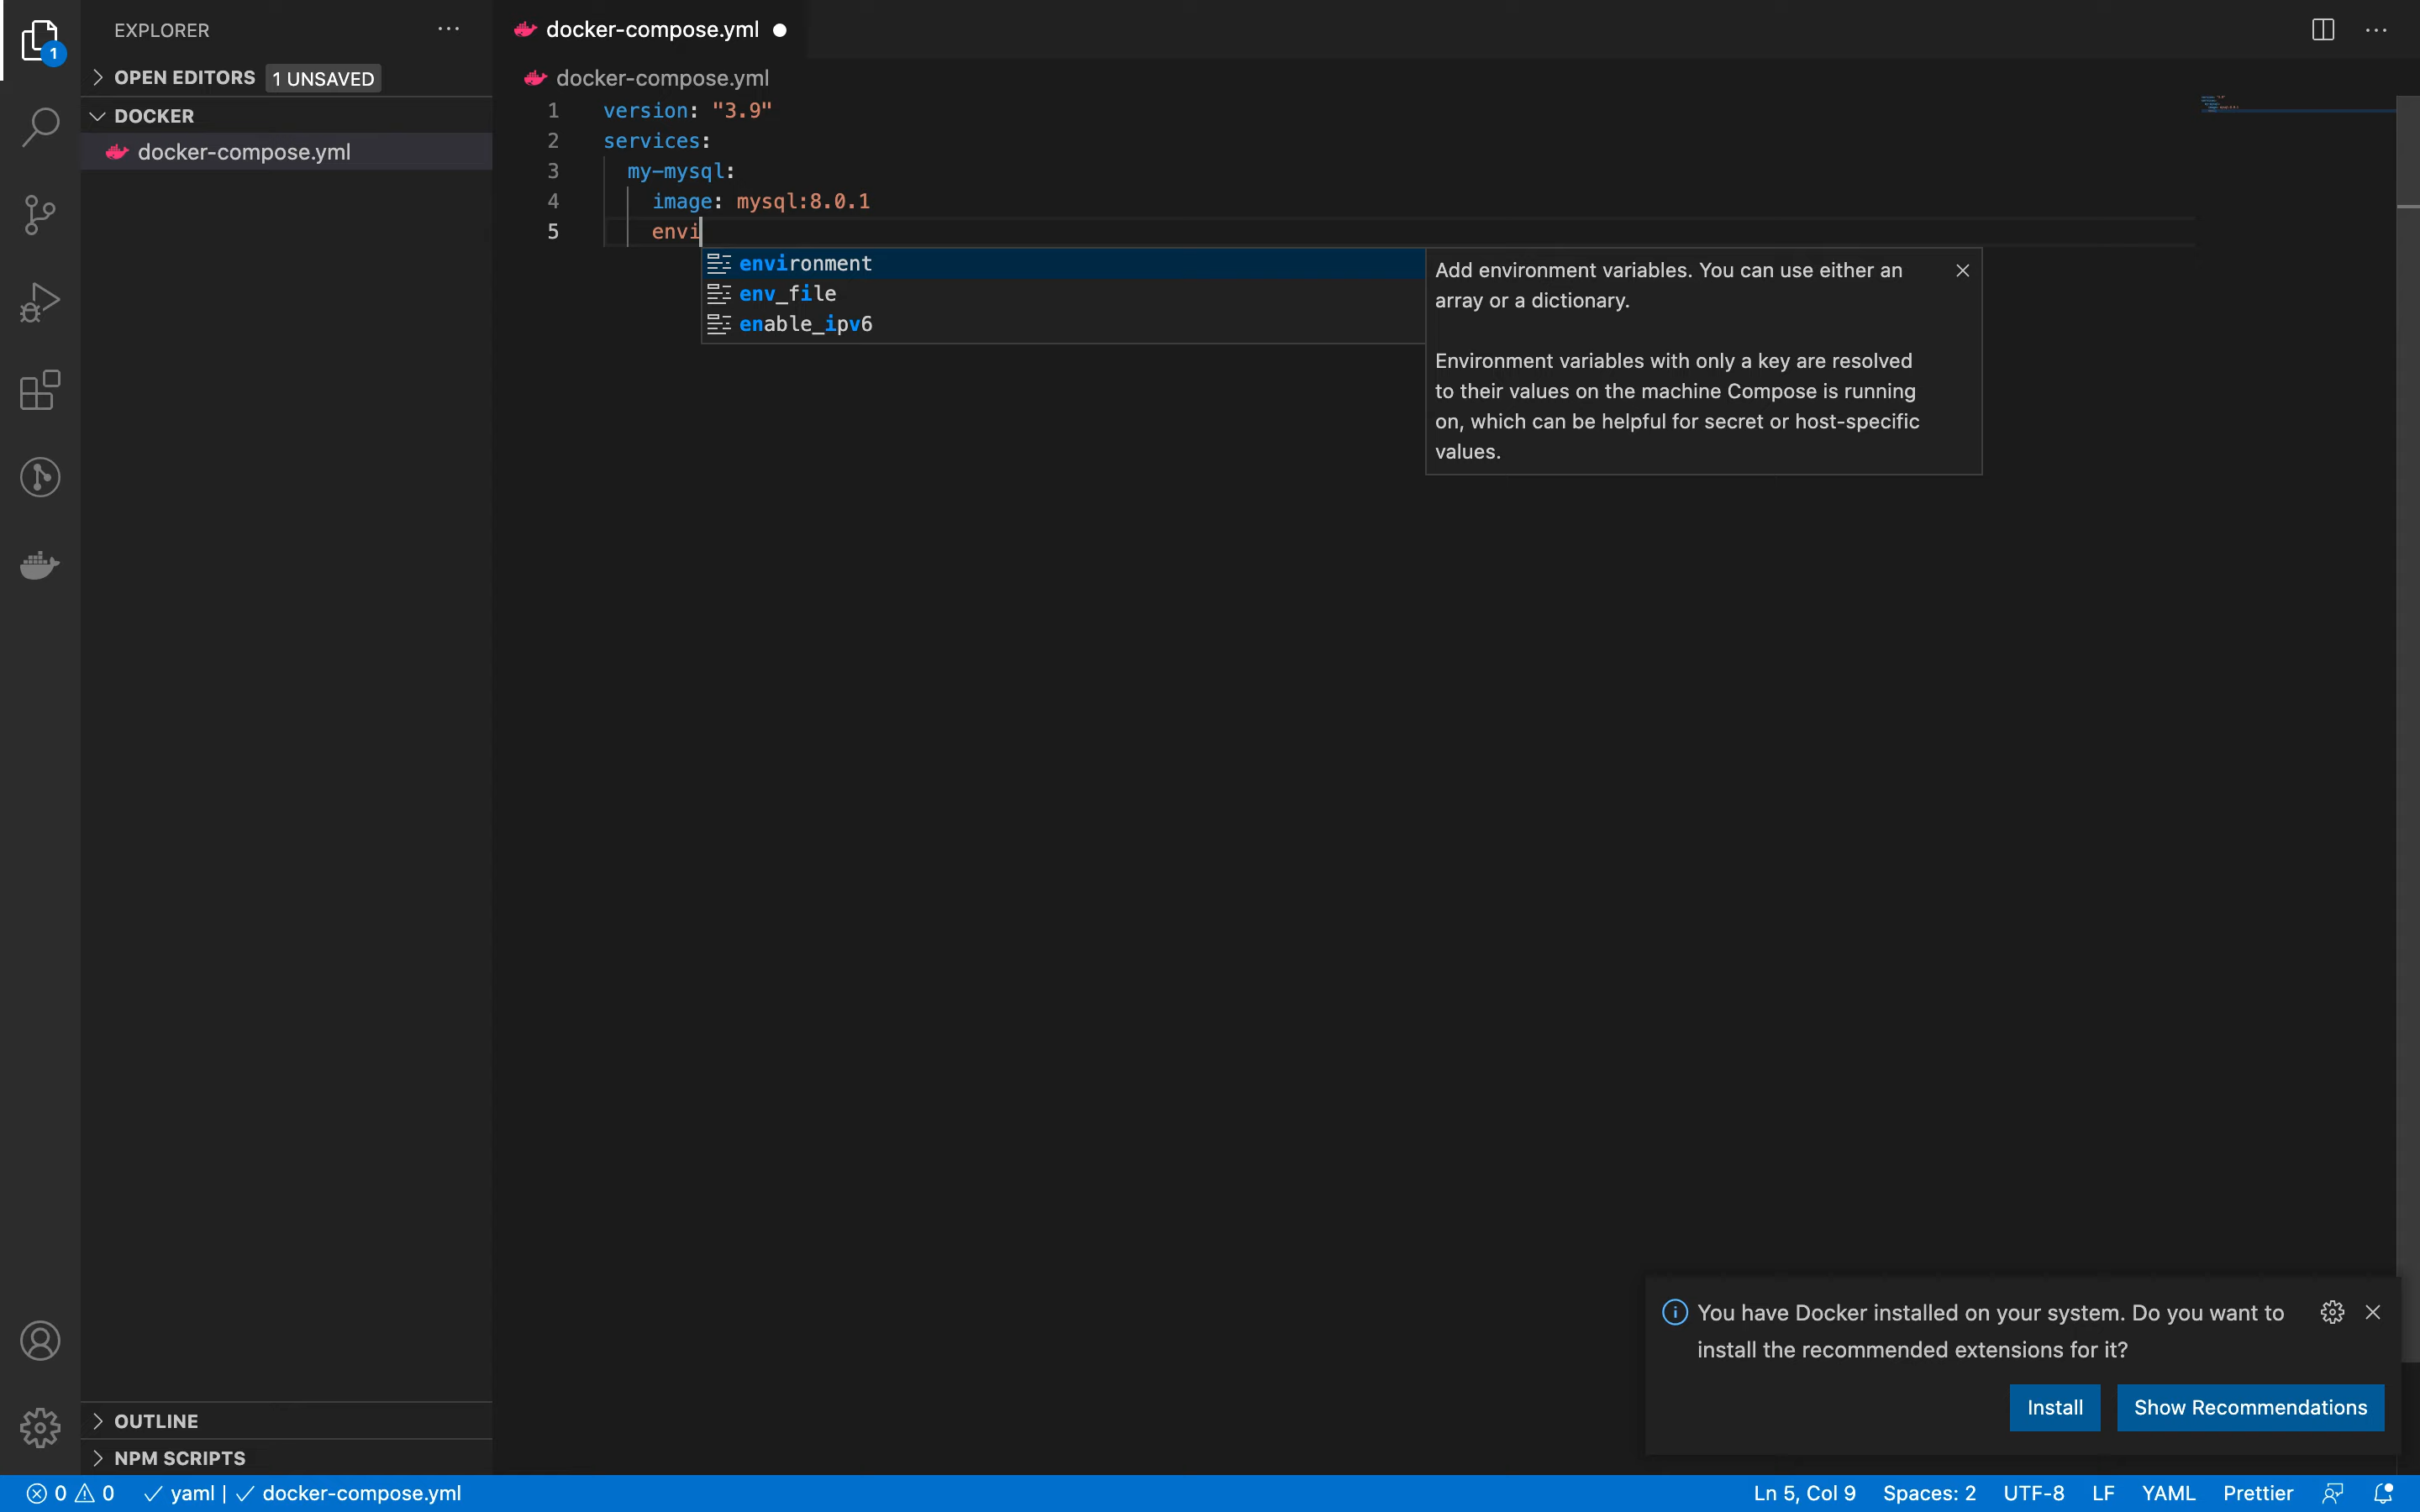 EXPLORER
1
OPEN EDITORS 1 UNSAVED
DOCKER
docker-compose.yml
OUTLINE
NPM SCRIPTS
docker-compose.yml
docker-compose.yml
1 version: "3.9"
2 services:
3 my-mysql:
4 image: mysql:8.0.1
5 envi
environment
env_file
enable_ipv6
Add environment variables. You can use either an
array or a dictionary.
Environment variables with only a key are resolved
to their values on the machine Compose is running
on, which can be helpful for secret or host-specific
values.
You have Docker installed on your system. Do you want to
install the recommended extensions for it?
Install Show Recommendations
0 0 yaml | docker-compose.yml Ln 5, Col 9 Spaces: 2 UTF-8 LF YAML Prettier